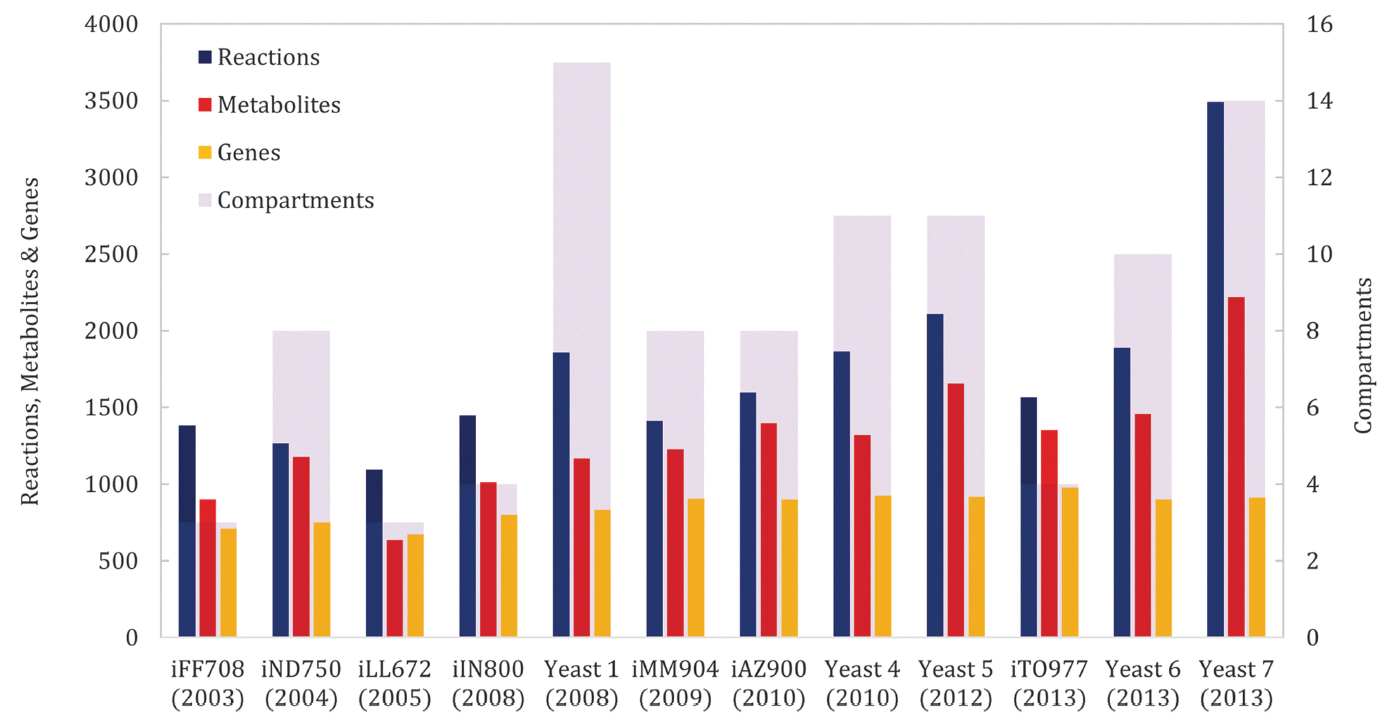 4000
3500
3000
2500
2000
1500
1000
500
0
Reactions, Metabolites & Genes
Reactions
Metabolites
Genes
Compartments
16
14
12
10
8
6
4
2
0
Compartments
iFF708 iND750 iLL672 iIN800 Yeast 1 iMM904 iAZ900 Yeast 4 Yeast 5 iTO977 Yeast 6 Yeast 7
(2003) (2004) (2005) (2008) (2008) (2009) (2010) (2010) (2012) (2013) (2013) (2013)